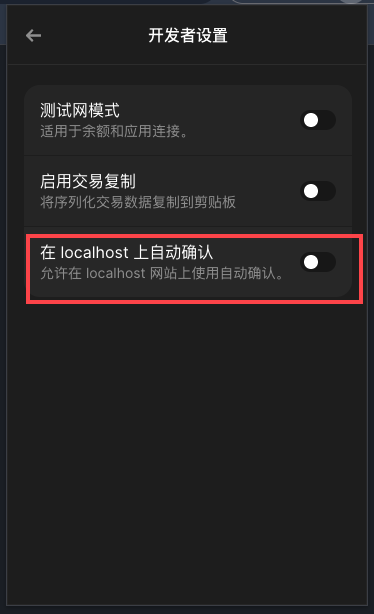 开发者设置
测试网模式
适用于余额和应用连接。
启用交易复制
将序列化交易数据复制到剪贴板
在 localhost 上自动确认
允许在 localhost 网站上使用自动确认。